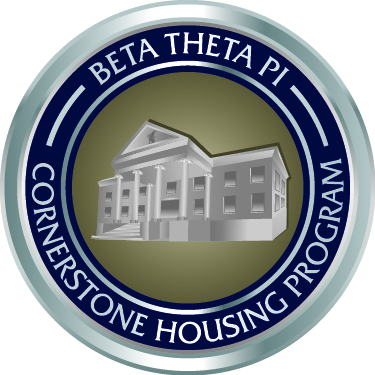 BETA THETA PI
CORNERSTONE HOUSING PROGRAM